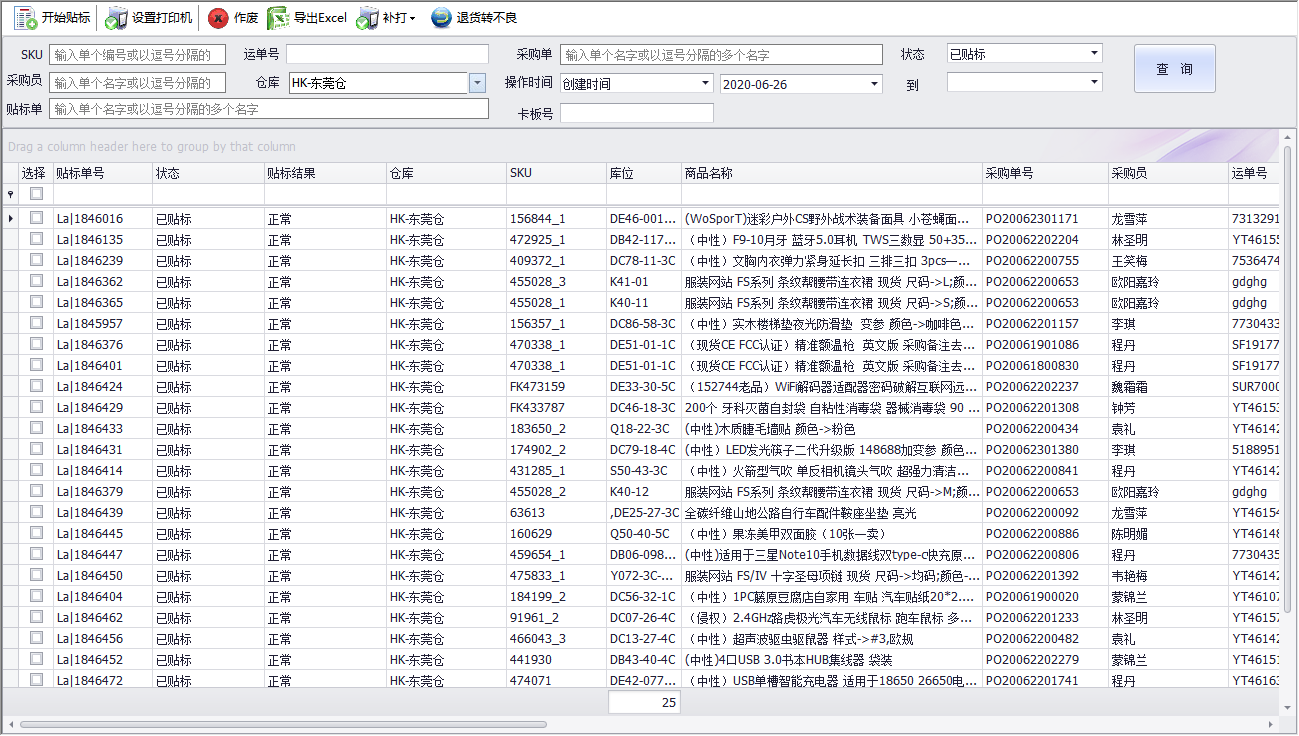 开始贴标 设置打印机 作废 导出Excel 补打 退货转不良
SKU 输入单个编号或以逗号分隔的 运单号 采购单 输入单个名字或以逗号分隔的多个名字 状态 已贴标 查 询
采购员 输入单个名字或以逗号分隔的 仓库 HK-东莞仓 操作时间 创建时间 2020-06-26 到
贴标单 输入单个名字或以逗号分隔的多个名字 卡板号
Drag a column header here to group by that column
选择 贴标单号 状态 贴标结果 仓库 SKU 库位 商品名称 采购单号 采购员 运单号
La|1846016 已贴标 正常 HK-东莞仓 156844_1 DE46-001... (WoSporT)迷彩户外CS野外战术装备面具 小苍蝇面... PO20062301171 龙雪萍 7313291
La|1846135 已贴标 正常 HK-东莞仓 472925_1 DB42-117... （中性）F9-10月牙 蓝牙5.0耳机 TWS三数显 50+35... PO20062202204 林圣明 YT46155
La|1846239 已贴标 正常 HK-东莞仓 409372_1 DC78-11-3C （中性）文胸内衣弹力紧身延长扣 三排三扣 3pcs—... PO20062200755 王笑梅 7536474
La|1846362 已贴标 正常 HK-东莞仓 455028_3 K41-01 服装网站 FS系列 条纹帮腰带连衣裙 现货 尺码->L;颜... PO20062200653 欧阳嘉玲 gdghg
La|1846365 已贴标 正常 HK-东莞仓 455028_1 K40-11 服装网站 FS系列 条纹帮腰带连衣裙 现货 尺码->S;颜... PO20062200653 欧阳嘉玲 gdghg
La|1845957 已贴标 正常 HK-东莞仓 156357_1 DC86-58-3C （中性）实木楼梯垫夜光防滑垫 变参 颜色->咖啡色... PO20062201157 李琪 7730433
La|1846376 已贴标 正常 HK-东莞仓 470338_1 DE51-01-1C （现货CE FCC认证）精准额温枪 英文版 采购备注去... PO20061901086 程丹 SF19177
La|1846401 已贴标 正常 HK-东莞仓 470338_1 DE51-01-1C （现货CE FCC认证）精准额温枪 英文版 采购备注去... PO20061800830 程丹 SF19177
La|1846424 已贴标 正常 HK-东莞仓 FK473159 DE33-30-5C （152744老品）WiFi解码器适配器密码破解互联网远... PO20062202237 魏霜霜 SUR7000
La|1846429 已贴标 正常 HK-东莞仓 FK433787 DC46-18-3C 200个 牙科灭菌自封袋 自粘性消毒袋 器械消毒袋 90 ... PO20062201308 钟芳 YT46153
La|1846433 已贴标 正常 HK-东莞仓 183650_2 Q18-22-3C (中性)木质睫毛墙贴 颜色->粉色 PO20062200434 袁礼 YT46142
La|1846431 已贴标 正常 HK-东莞仓 174902_2 DC79-18-4C （中性）LED发光筷子二代升级版 148688加变参 颜色... PO20062301380 李琪 5188951
La|1846414 已贴标 正常 HK-东莞仓 431285_1 S50-43-3C （中性）火箭型气吹 单反相机镜头气吹 超强力清洁... PO20062200841 程丹 YT46142
La|1846379 已贴标 正常 HK-东莞仓 455028_2 K40-12 服装网站 FS系列 条纹帮腰带连衣裙 现货 尺码->M;颜... PO20062200653 欧阳嘉玲 gdghg
La|1846439 已贴标 正常 HK-东莞仓 63613 ,DE25-27-3C 全碳纤维山地公路自行车配件鞍座坐垫 亮光 PO20062200092 龙雪萍 YT46154
La|1846445 已贴标 正常 HK-东莞仓 160629 Q50-40-5C （中性）果冻美甲双面胶（10张一卖） PO20062200886 陈明媚 YT46148
La|1846447 已贴标 正常 HK-东莞仓 459654_1 DB06-098... (中性)适用于三星Note10手机数据线双type-c快充原... PO20062200806 程丹 7730435
La|1846450 已贴标 正常 HK-东莞仓 475833_1 Y072-3C-... 服装网站 FS/IV 十字圣母项链 现货 尺码->均码;颜色-... PO20062201392 韦艳梅 YT46142
La|1846404 已贴标 正常 HK-东莞仓 184199_2 DC56-32-1C （中性）1PC藤原豆腐店自家用 车贴 汽车贴纸20*2.... PO20061900020 蒙锦兰 YT46107
La|1846462 已贴标 正常 HK-东莞仓 91961_2 DC07-26-4C （侵权）2.4GHz路虎极光汽车无线鼠标 跑车鼠标 多... PO20062201233 林圣明 YT46157
La|1846456 已贴标 正常 HK-东莞仓 466043_3 DC13-27-4C （中性）超声波驱虫驱鼠器 样式->#3,欧规 PO20062200482 袁礼 YT46142
La|1846452 已贴标 正常 HK-东莞仓 441930 DB43-40-4C (中性)4口USB 3.0书本HUB集线器 袋装 PO20062202279 蒙锦兰 YT46151
La|1846472 已贴标 正常 HK-东莞仓 474071 DE42-077... （中性）USB单槽智能充电器 适用于18650 26650电... PO20062201741 程丹 YT46163
25